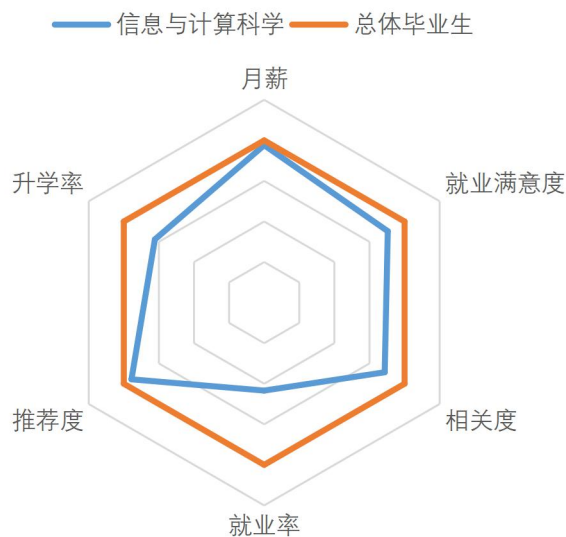 信息与计算科学 总体毕业生
月薪
升学率 就业满意度
推荐度 相关度
就业率